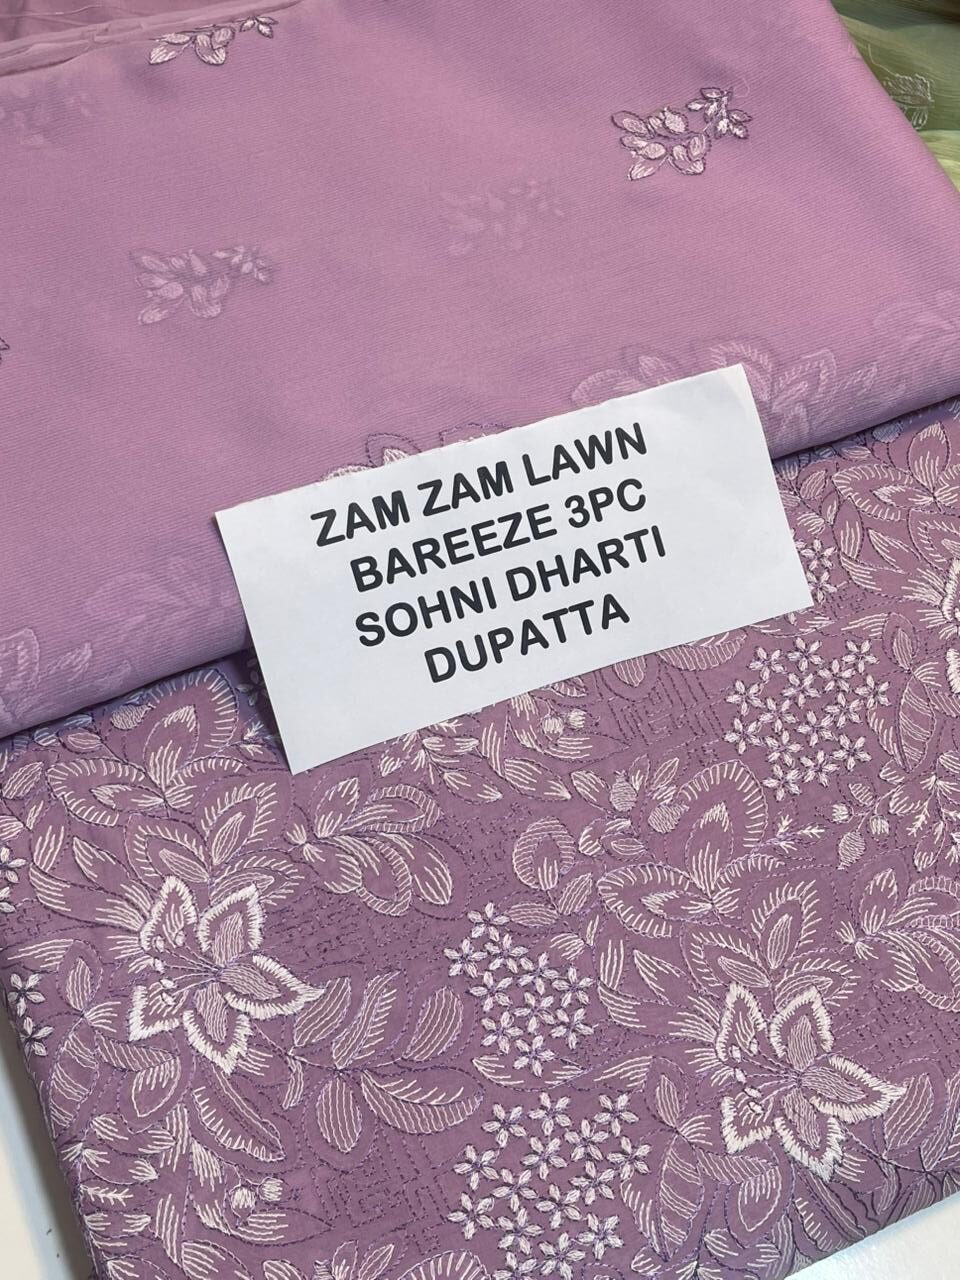 ZAM ZAM LAWN
BAREEZE 3PC
SOHNI DHARTI
DUPATTA